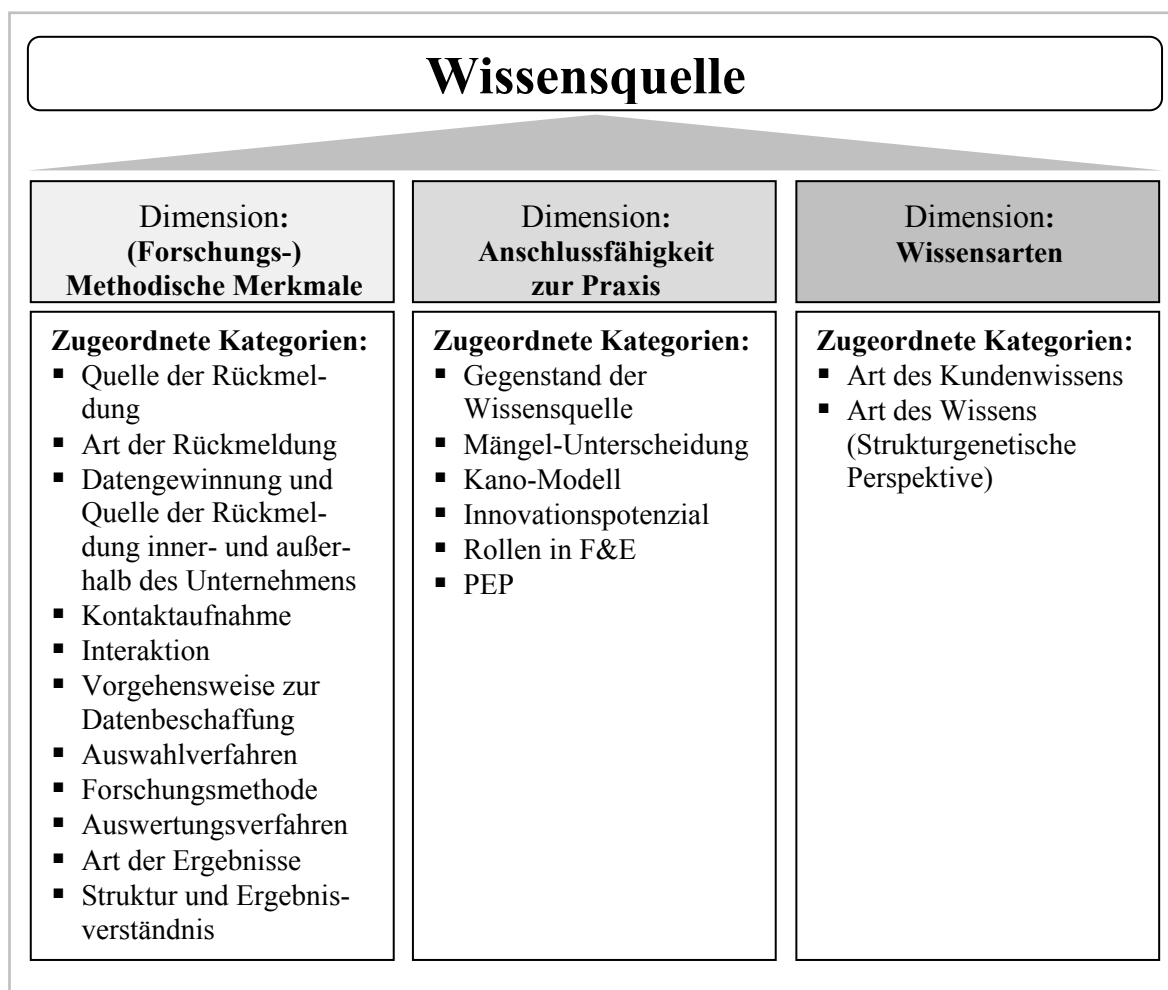 Wissensquelle
Dimension:
(Forschungs-)
Methodische Merkmale
Zugeordnete Kategorien:
▪ Quelle der Rückmel-
dung
▪ Art der Rückmeldung
▪ Datengewinnung und
Quelle der Rückmel-
dung inner- und außer-
halb des Unternehmens
▪ Kontaktaufnahme
▪ Interaktion
▪ Vorgehensweise zur
Datenbeschaffung
▪ Auswahlverfahren
▪ Forschungsmethode
▪ Auswertungsverfahren
▪ Art der Ergebnisse
▪ Struktur und Ergebnis-
verständnis
Dimension:
Anschlussfähigkeit
zur Praxis
Zugeordnete Kategorien:
▪ Gegenstand der
Wissensquelle
▪ Mängel-Unterscheidung
▪ Kano-Modell
▪ Innovationspotenzial
▪ Rollen in F&E
▪ PEP
Dimension:
Wissensarten
Zugeordnete Kategorien:
▪ Art des Kundenwissens
▪ Art des Wissens
(Strukturgenetische
Perspektive)